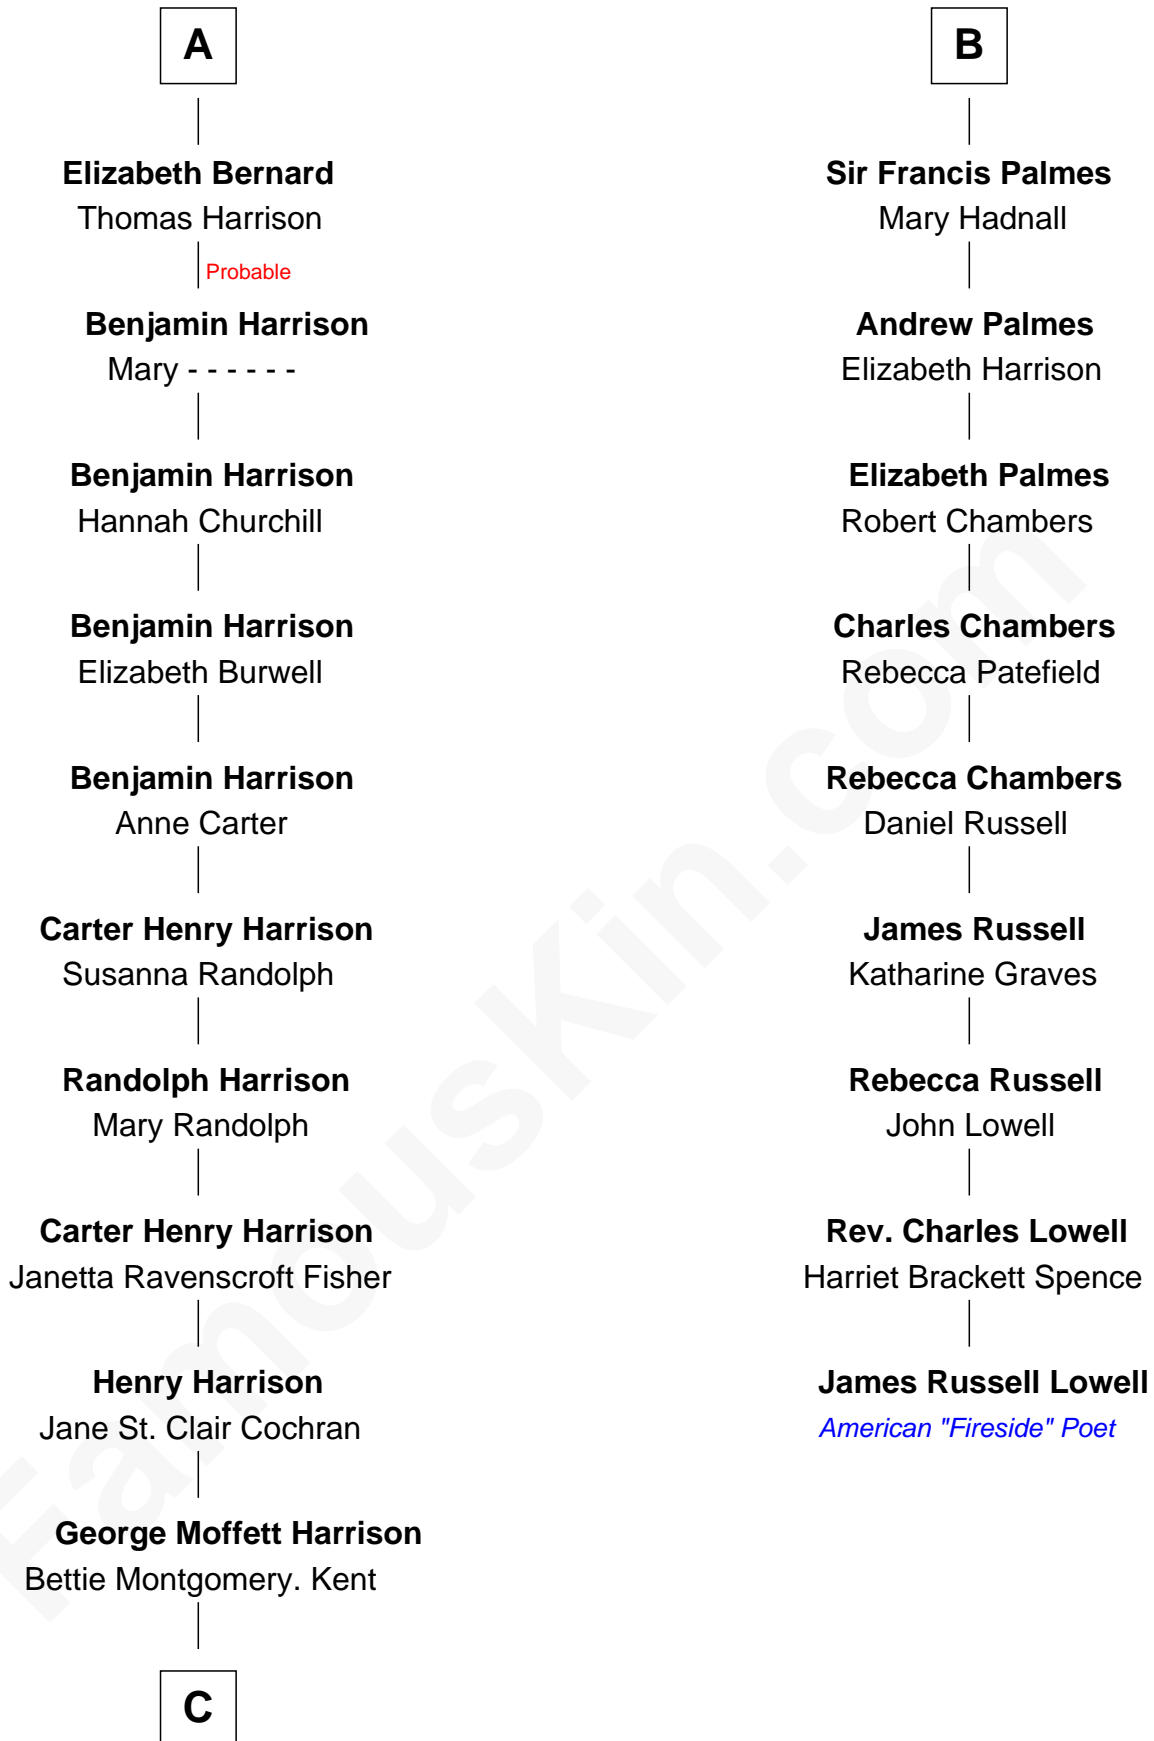 A
Elizabeth Bernard
Thomas Harrison
Probable
Benjamin Harrison
Mary - - - - - -
Benjamin Harrison
Hannah Churchill
Benjamin Harrison
Elizabeth Burwell
Benjamin Harrison
Anne Carter
Carter Henry Harrison
Susanna Randolph
Randolph Harrison
Mary Randolph
Carter Henry Harrison
Janetta Ravenscroft Fisher
Henry Harrison
Jane St. Clair Cochran
George Moffett Harrison
Bettie Montgomery. Kent
C
B
Sir Francis Palmes
Mary Hadnall
Andrew Palmes
Elizabeth Harrison
Elizabeth Palmes
Robert Chambers
Charles Chambers
Rebecca Patefield
Rebecca Chambers
Daniel Russell
James Russell
Katharine Graves
Rebecca Russell
John Lowell
Rev. Charles Lowell
Harriet Brackett Spence
James Russell Lowell
American "Fireside" Poet
FamousKin.com